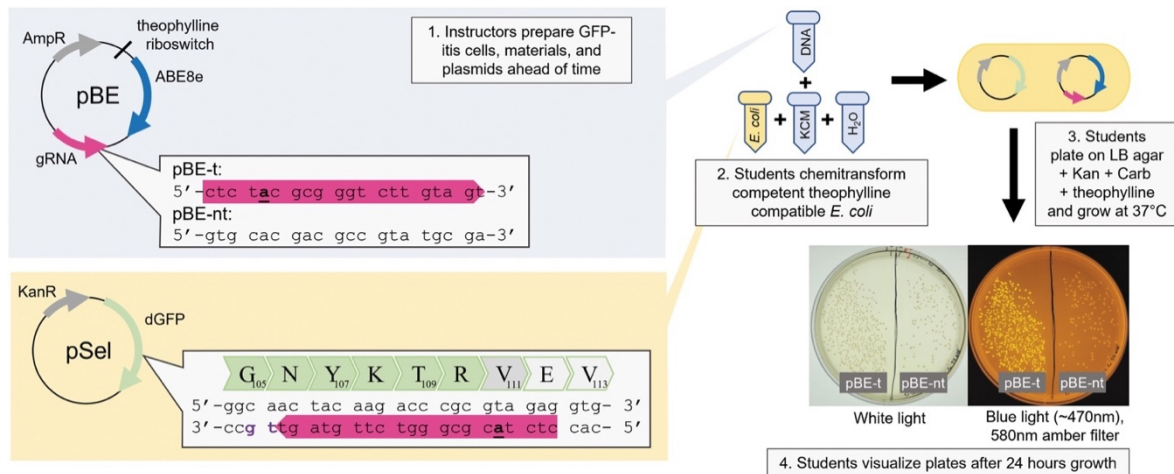 AmpR
theophylline
riboswitch
ABE8e
pBE
gRNA
1. Instructors prepare GFP-
itis cells, materials, and
plasmids ahead of time
pBE-t:
5′-ctc tac gcg ggt ctt gta gt-3′
pBE-nt:
5′-gtg cac gac gcc gta tgc ga-3′
KanR
dGFP
pSel
G105 N Y107 K T109 R V111 E V113
5′-ggc aac tac aag acc cgc gta gag gtg- 3′
3′-ccg ttg atg ttc tgg gcg cat ctc cac- 5′
DNA
+
E. coli + KCM + H₂O
2. Students chemitransform
competent theophylline
compatible E. coli
3. Students
plate on LB agar
+ Kan + Carb
+ theophylline
and grow at 37°C
pBE-t pBE-nt pBE-t pBE-nt
White light
Blue light (~470nm),
580nm amber filter
4. Students visualize plates after 24 hours growth